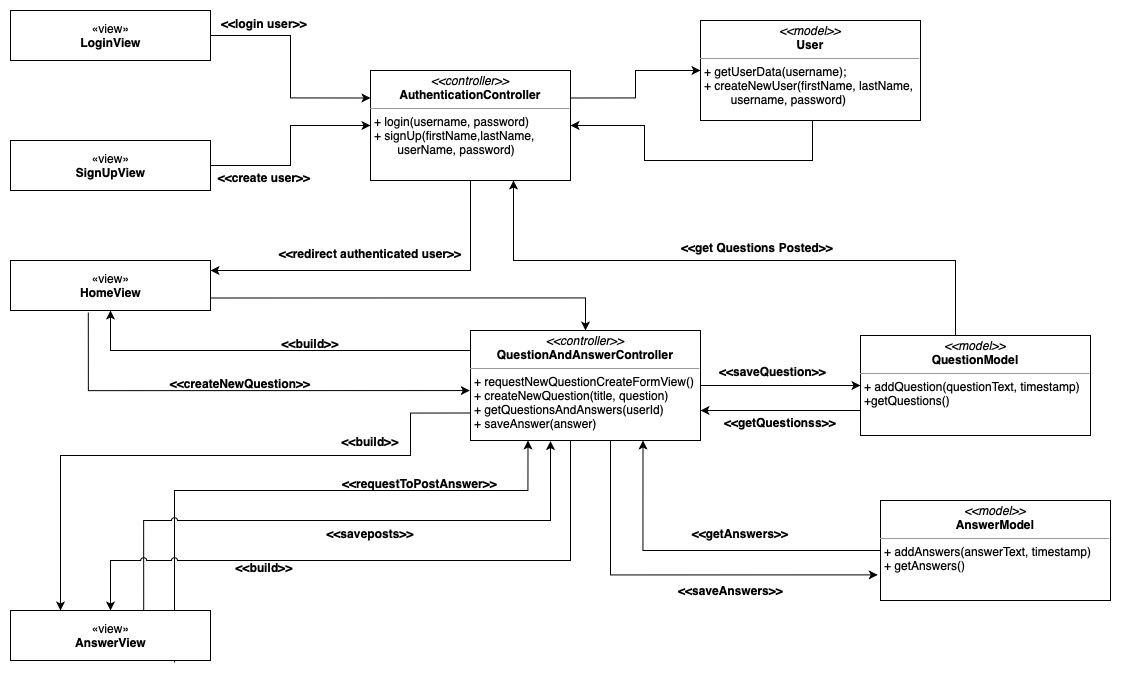 «view»
LoginView
<<login user>>
<<model>>
User
+ getUserData(username);
+ createNewUser(firstName, lastName,
username, password)
<<controller>>
AuthenticationController
+ login(username, password)
+ signUp(firstName,lastName,
userName, password)
«view»
SignUpView
<<create user>>
<<redirect authenticated user>>
<<get Questions Posted>>
«view»
HomeView
<<build>>
<<createNewQuestion>>
<<controller>>
QuestionAndAnswerController
+ requestNewQuestionCreateFormView()
+ createNewQuestion(title, question)
+ getQuestionsAndAnswers(userId)
+ saveAnswer(answer)
<<saveQuestion>>
<<getQuestionss>>
<<model>>
QuestionModel
+ addQuestion(questionText, timestamp)
+getQuestions()
<<build>>
<<requestToPostAnswer>>
<<saveposts>>
<<build>>
<<getAnswers>>
<<saveAnswers>>
<<model>>
AnswerModel
+ addAnswers(answerText, timestamp)
+ getAnswers()
«view»
AnswerView